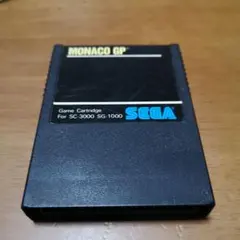 MONACO GP
Game Cartridge
For SC-3000 SG-1000
SEGA